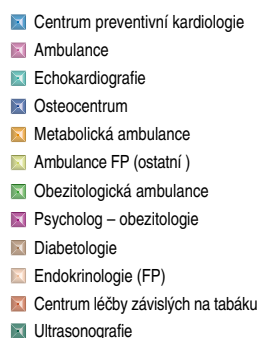 Centrum preventivní kardiologie
Ambulance
Echokardiografie
Osteocentrum
Metabolická ambulance
Ambulance FP (ostatní )
Obezitologická ambulance
Psycholog – obezitologie
Diabetologie
Endokrinologie (FP)
Centrum léčby závislých na tabáku
Ultrasonografie